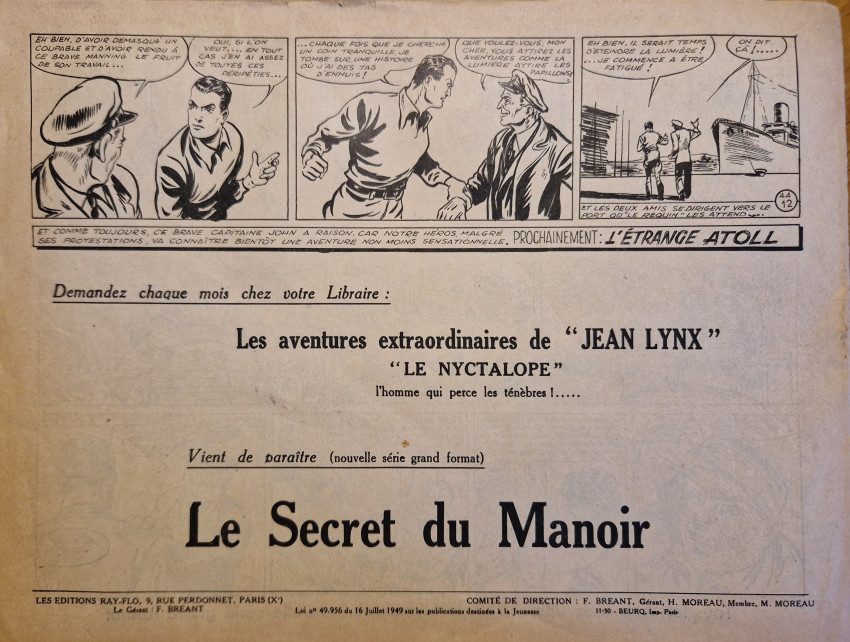 EH BIEN, D'AVOIR DEMASQUÉ UN
COUPABLE ET D'AVOIR RENDU À
CE BRAVE MANNING LE FRUIT
DE SON TRAVAIL...
OUI, SI L'ON
VEUT.... EN TOUT
CAS J'EN AI ASSEZ
DE TOUTES CES
PÉRIPÉTIES...
...CHAQUE FOIS QUE JE CHERCHE
UN COIN TRANQUILLE, JE
TOMBE SUR UNE HISTOIRE
OÙ J'AI DES TAS
D'ENNUIS!
QUE VOULEZ-VOUS, MON
CHER, VOUS ATTIREZ LES
AVENTURES COMME LA
LUMIÈRE ATTIRE LES
PAPILLONS!
EH BIEN, IL SERAIT TEMPS
D'ÉTEINDRE LA LUMIÈRE!
...JE COMMENCE A ÊTRE
FATIGUÉ!
ON DIT
ÇÀ!.....
44
12
ET LES DEUX AMIS SE DIRIGENT VERS LE
PORT OÙ "LE REQUIN" LES ATTEND....
ET COMME TOUJOURS, CE BRAVE CAPITAINE JOHN A RAISON, CAR NOTRE HÉROS, MALGRÉ
SES PROTESTATIONS, VA CONNAÎTRE BIENTÔT UNE AVENTURE NON MOINS SENSATIONNELLE. PROCHAINEMENT: L'ÉTRANGE ATOLL
Demandez chaque mois chez votre Libraire :
Les aventures extraordinaires de "JEAN LYNX"
"LE NYCTALOPE"
l'homme qui perce les ténèbres!.....
Vient de paraître (nouvelle série grand format)
Le Secret du Manoir
LES EDITIONS RAY-FLO, 9, RUE PERDONNET, PARIS (Xe)
Le Gérant : F. BREANT
Loi nº 49.956 du 16 Juillet 1949 sur les publications destinées à la Jeunesse
COMITÉ DE DIRECTION : F. BREANT, Gérant, H. MOREAU, Membre, M. MOREAU
11-50 - BEURQ, Imp. Paris